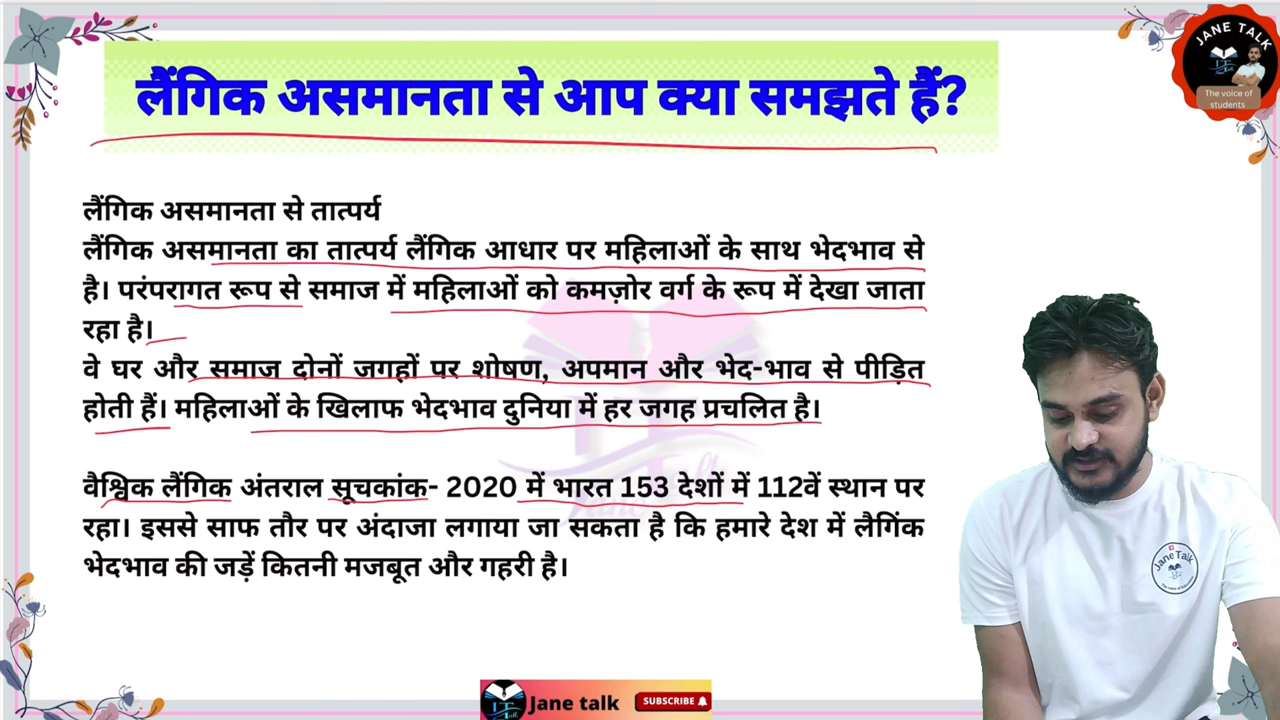 लैंगिक असमानता से आप क्या समझते हैं?
JANE TALK
The voice of
students
लैंगिक असमानता से तात्पर्य
लैंगिक असमानता का तात्पर्य लैंगिक आधार पर महिलाओं के साथ भेदभाव से
है। परंपरागत रूप से समाज में महिलाओं को कमज़ोर वर्ग के रूप में देखा जाता
रहा है।
वे घर और समाज दोनों जगहों पर शोषण, अपमान और भेद-भाव से पीड़ित
होती हैं। महिलाओं के खिलाफ भेदभाव दुनिया में हर जगह प्रचलित है।
वैश्विक लैंगिक अंतराल सूचकांक- 2020 में भारत 153 देशों में 112वें स्थान पर
रहा। इससे साफ तौर पर अंदाजा लगाया जा सकता है कि हमारे देश में लैगिंक
भेदभाव की जड़ें कितनी मजबूत और गहरी है।
Jane Talk
Jane talk
SUBSCRIBE